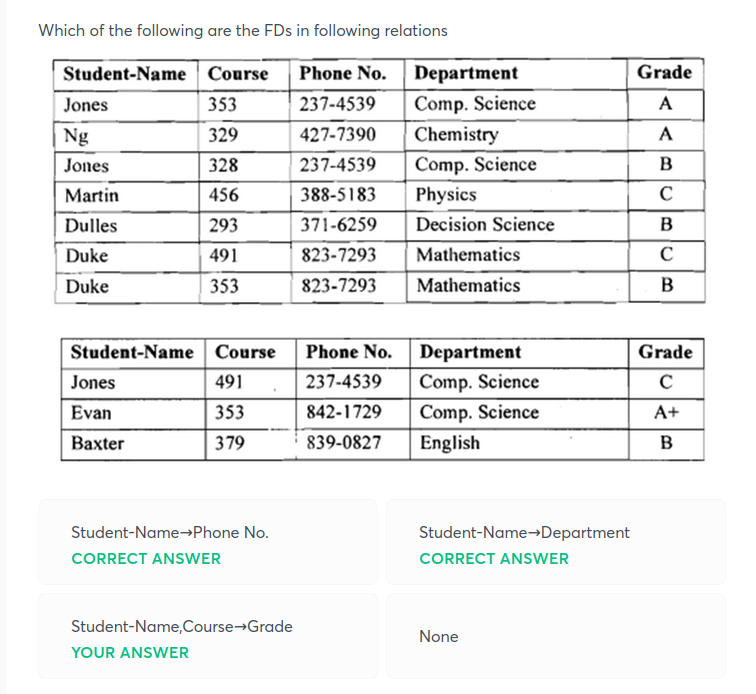 Which of the following are the FDs in following relations
Student-Name Course Phone No. Department Grade
Jones 353 237-4539 Comp. Science A
Ng 329 427-7390 Chemistry A
Jones 328 237-4539 Comp. Science B
Martin 456 388-5183 Physics C
Dulles 293 371-6259 Decision Science B
Duke 491 823-7293 Mathematics C
Duke 353 823-7293 Mathematics B
Student-Name Course Phone No. Department Grade
Jones 491 237-4539 Comp. Science C
Evan 353 842-1729 Comp. Science A+
Baxter 379 839-0827 English B
Student-Name→Phone No.
CORRECT ANSWER
Student-Name→Department
CORRECT ANSWER
Student-Name,Course→Grade
YOUR ANSWER
None